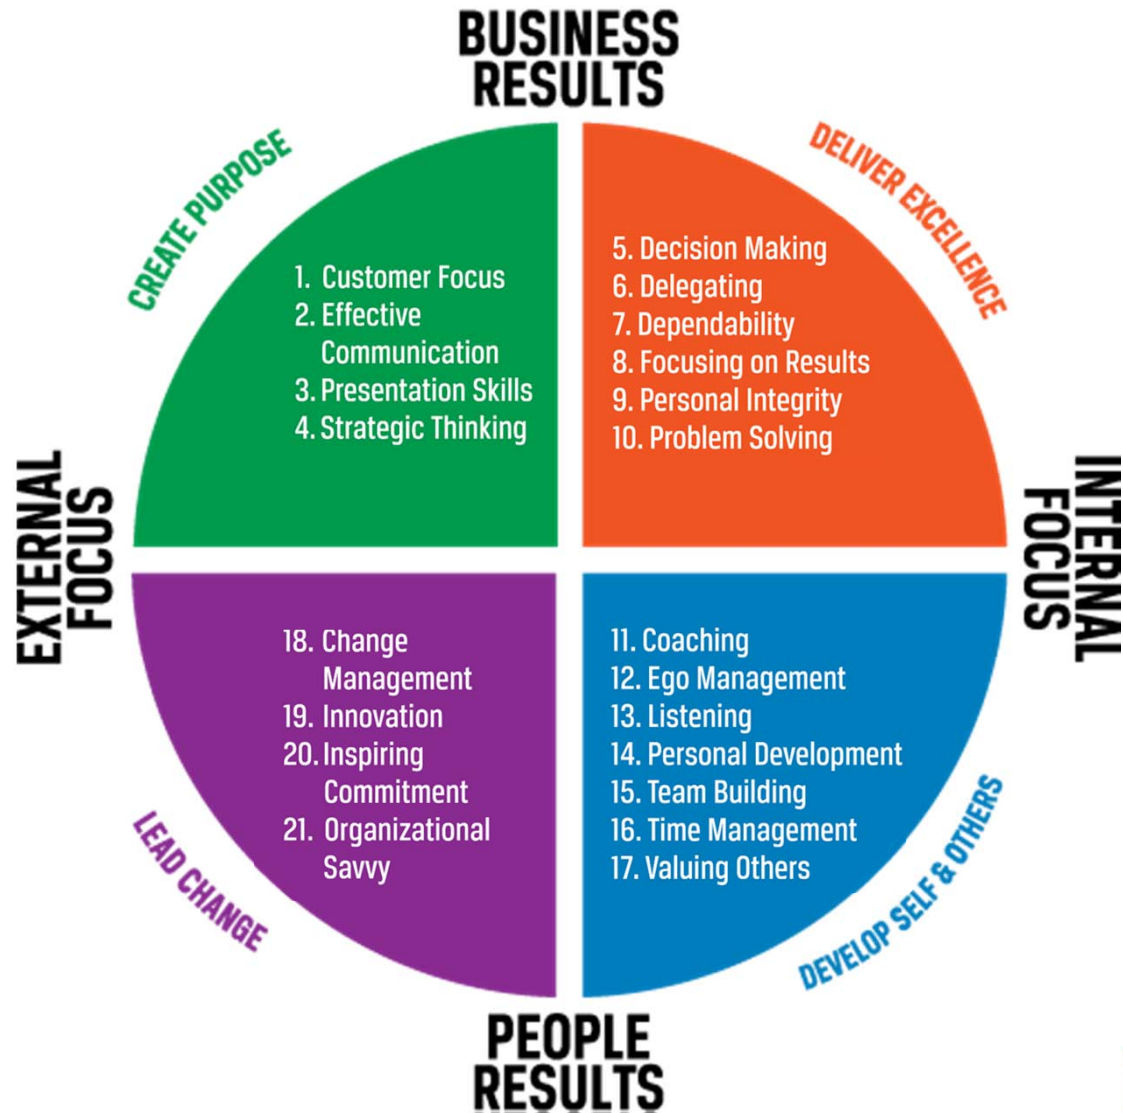 BUSINESS
RESULTS
CREATE PURPOSE
DELIVER EXCELLENCE
1. Customer Focus
2. Effective
Communication
3. Presentation Skills
4. Strategic Thinking
5. Decision Making
6. Delegating
7. Dependability
8. Focusing on Results
9. Personal Integrity
10. Problem Solving
EXTERNAL
FOCUS
INTERNAL
FOCUS
18. Change
Management
19. Innovation
20. Inspiring
Commitment
21. Organizational
Savvy
11. Coaching
12. Ego Management
13. Listening
14. Personal Development
15. Team Building
16. Time Management
17. Valuing Others
LEAD CHANGE
DEVELOP SELF & OTHERS
PEOPLE
RESULTS